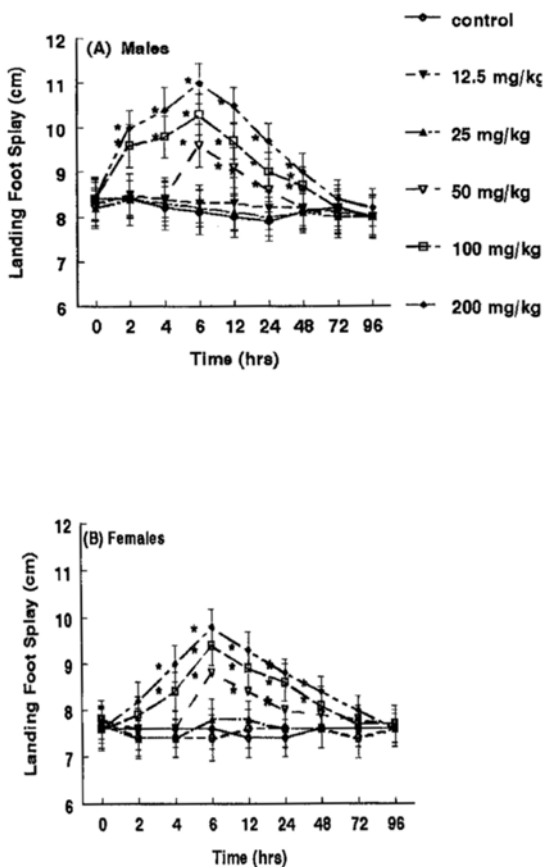 (A) Males
12
11
10
9
8
7
6
Landing Foot Splay (cm)
0 2 4 6 12 24 48 72 96
Time (hrs)
control
12.5 mg/kg
25 mg/kg
50 mg/kg
100 mg/kg
200 mg/kg
(B) Females
12
11
10
9
8
7
6
Landing Foot Splay (cm)
0 2 4 6 12 24 48 72 96
Time (hrs)